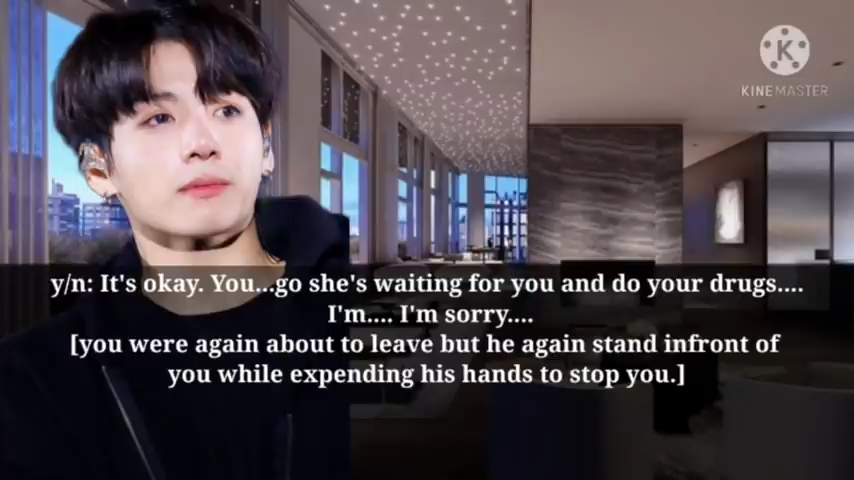 KINEMASTER
y/n: It's okay. You...go she's waiting for you and do your drugs....
I'm.... I'm sorry....
[you were again about to leave but he again stand infront of
you while expending his hands to stop you.]